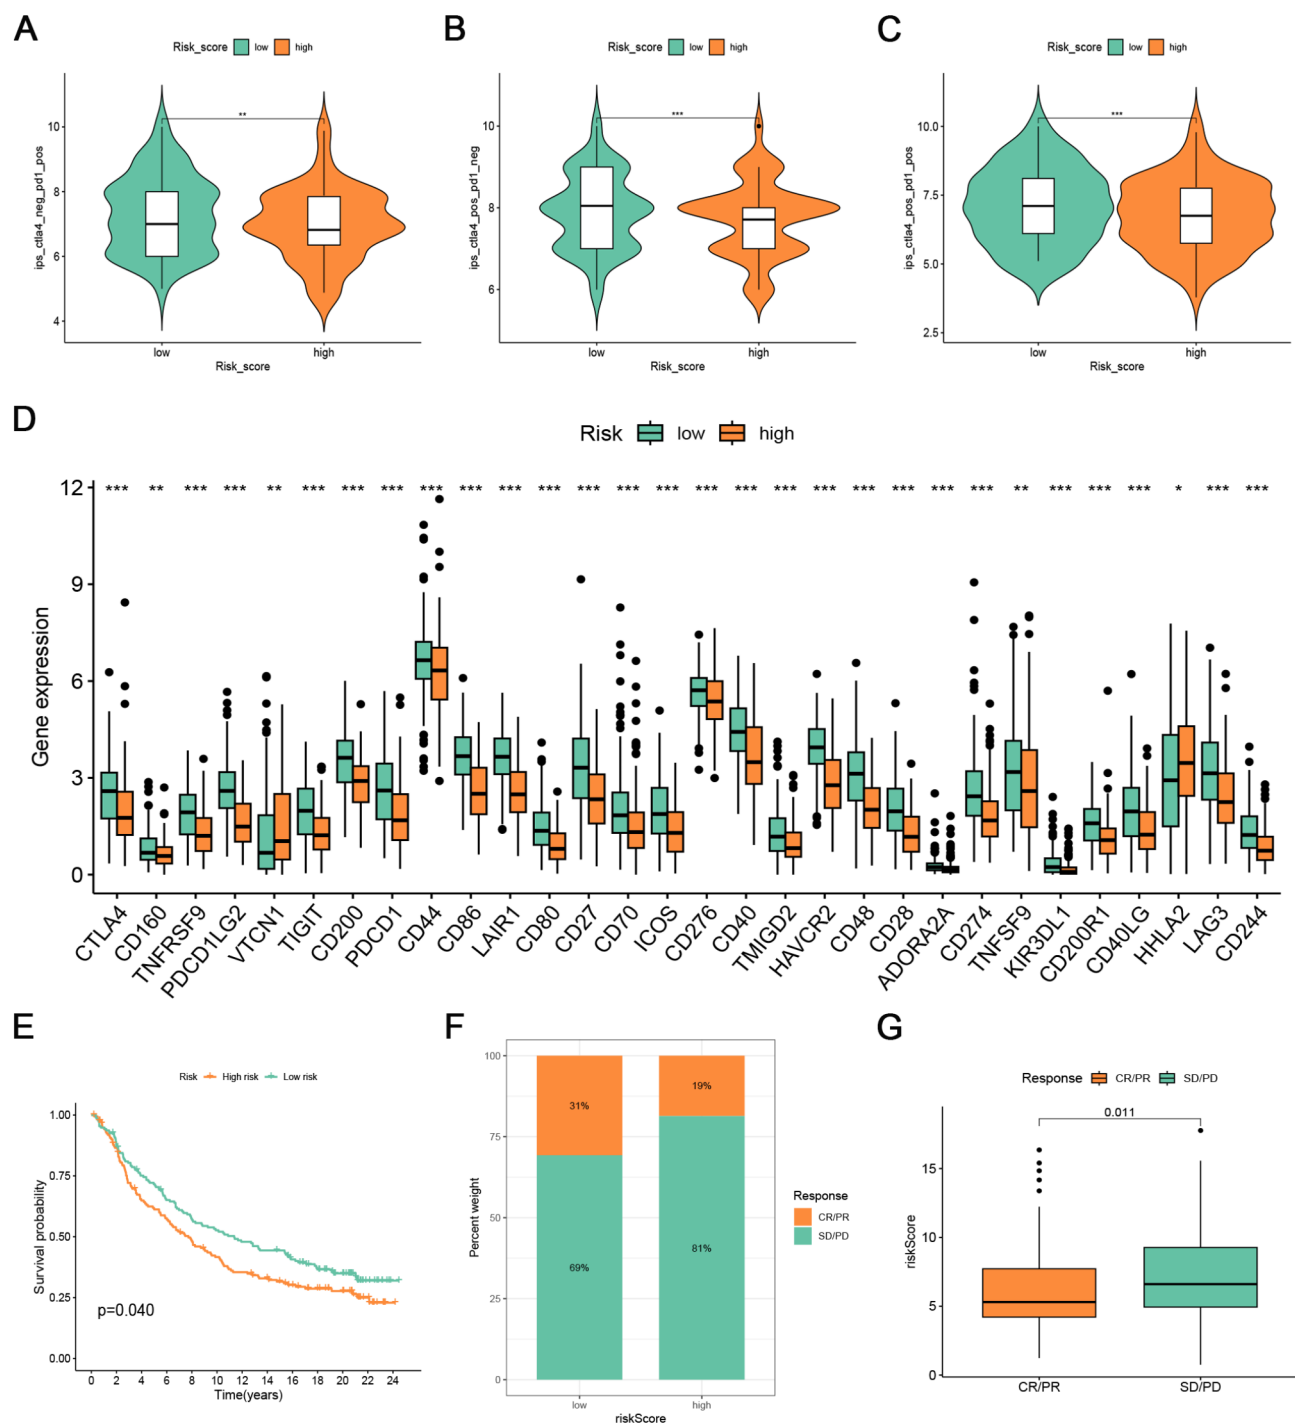 A
Risk_score low high
ips_ctla4_neg_pd1_pos
10
8
6
4
**
low high
Risk_score
B
Risk_score low high
ips_ctla4_pos_pd1_neg
10
8
6
***
low high
Risk_score
C
Risk_score low high
ips_ctla4_pos_pd1_pos
10.0
7.5
5.0
2.5
***
low high
Risk_score
D
Risk low high
Gene expression
12
9
6
3
0
*** ** *** *** ** *** *** *** *** *** *** *** *** *** *** *** *** *** *** *** *** *** *** ** *** *** *** * *** ***
CTLA4 CD160 TNFRSF9 PDCD1LG2 VTCN1 TIGIT CD200 PDCD1 CD44 CD86 LAIR1 CD80 CD27 CD70 ICOS CD276 CD40 TMIGD2 HAVCR2 CD48 CD28 ADORA2A CD274 TNFSF9 KIR3DL1 CD200R1 CD40LG HHLA2 LAG3 CD244
E
Risk High risk Low risk
Survival probability
1.00
0.75
0.50
0.25
0.00
p=0.040
0 2 4 6 8 10 12 14 16 18 20 22 24
Time(years)
F
Percent weight
100
75
50
25
0
31%
69%
19%
81%
low high
riskScore
Response
CR/PR
SD/PD
G
Response CR/PR SD/PD
riskScore
15
10
5
0
0.011
CR/PR SD/PD